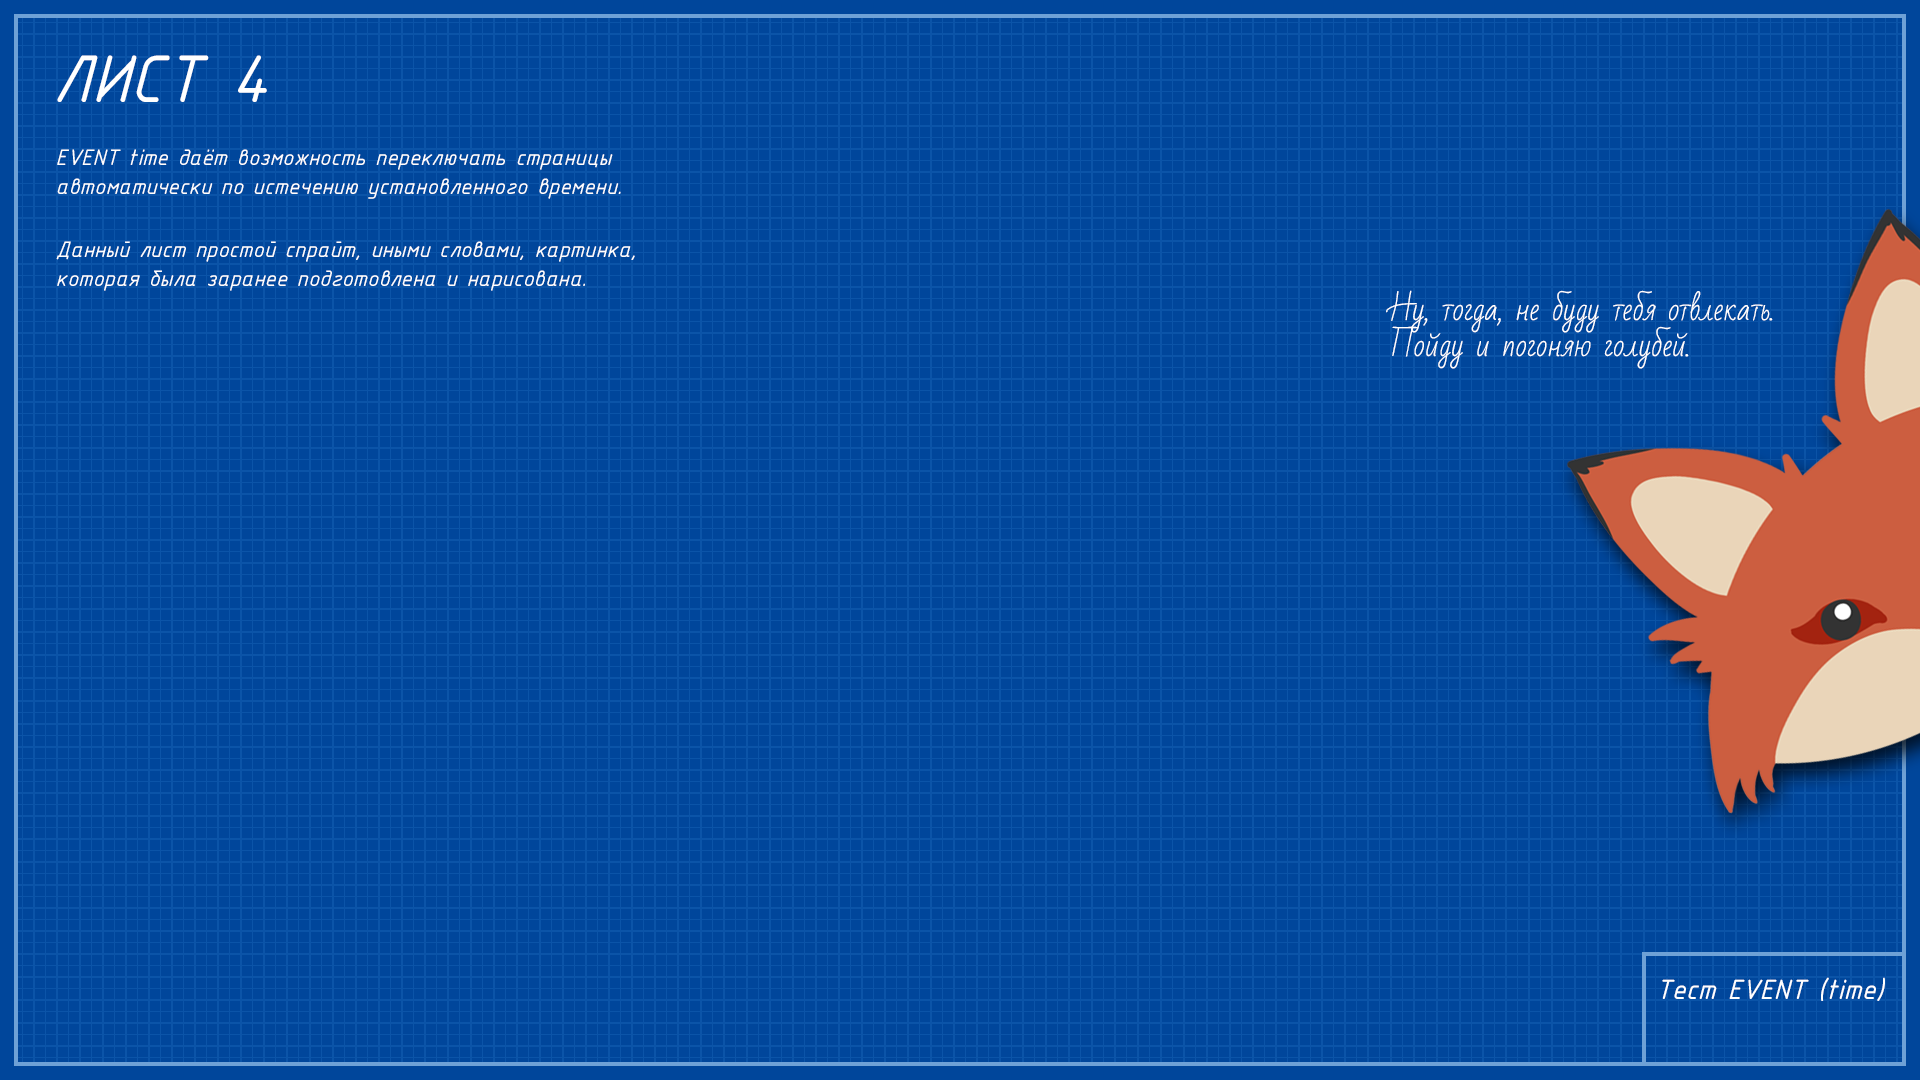 ЛИСТ 4
EVENT time даёт возможность переключать страницы
автоматически по истечению установленного времени.
Данный лист простой спрайт, иными словами, картинка,
которая была заранее подготовлена и нарисована.
Ну, тогда, не буду тебя отвлекать.
Пойду и погоняю голубей.
Тест EVENT (time)